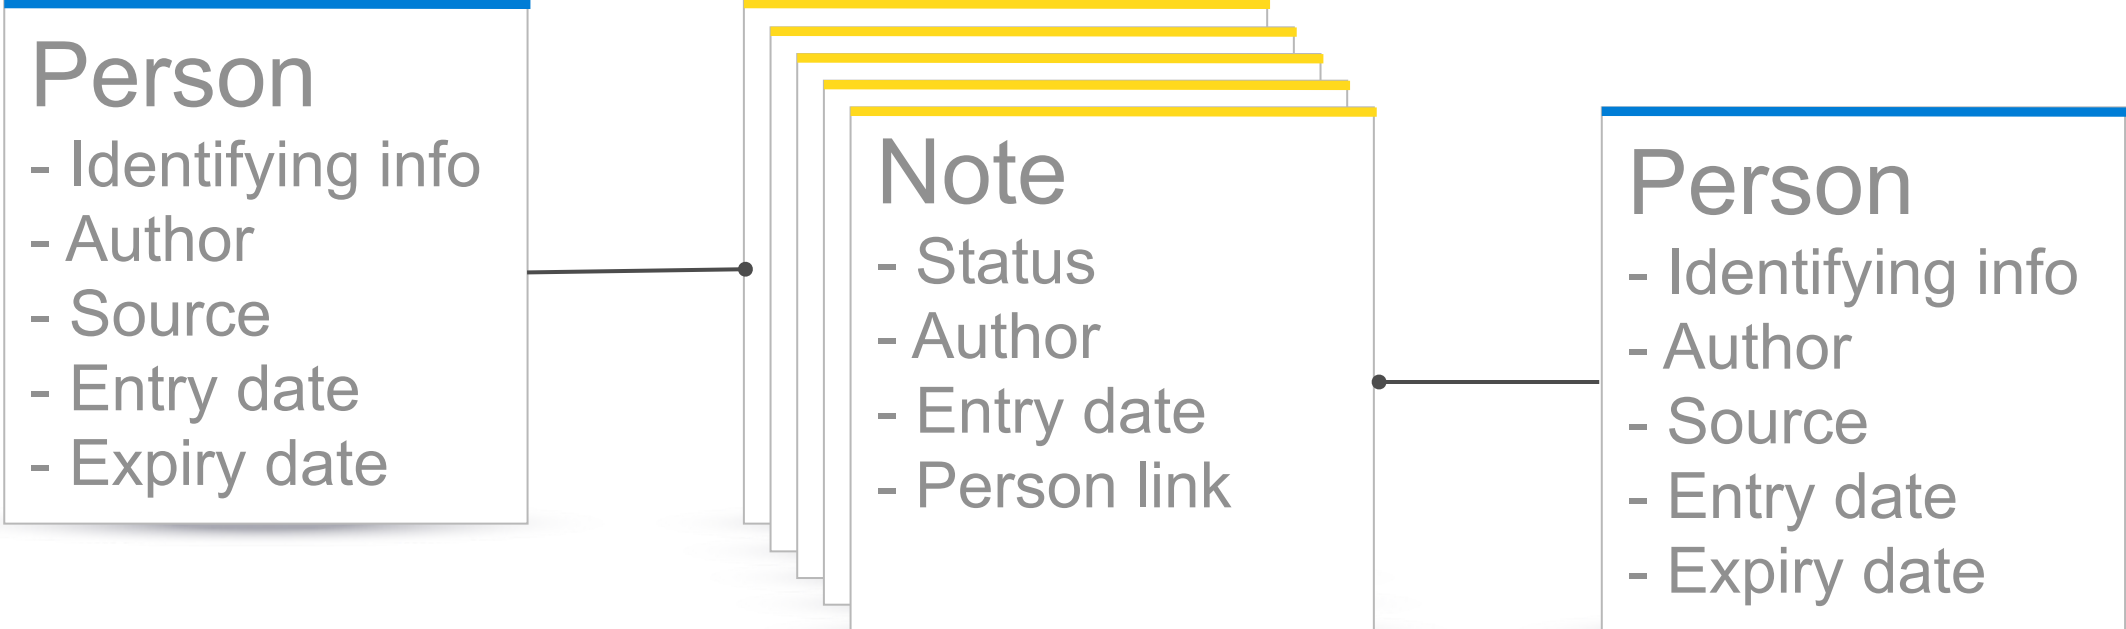 Person
- Identifying info
- Author
- Source
- Entry date
- Expiry date
Note
- Status
- Author
- Entry date
- Person link
Person
- Identifying info
- Author
- Source
- Entry date
- Expiry date